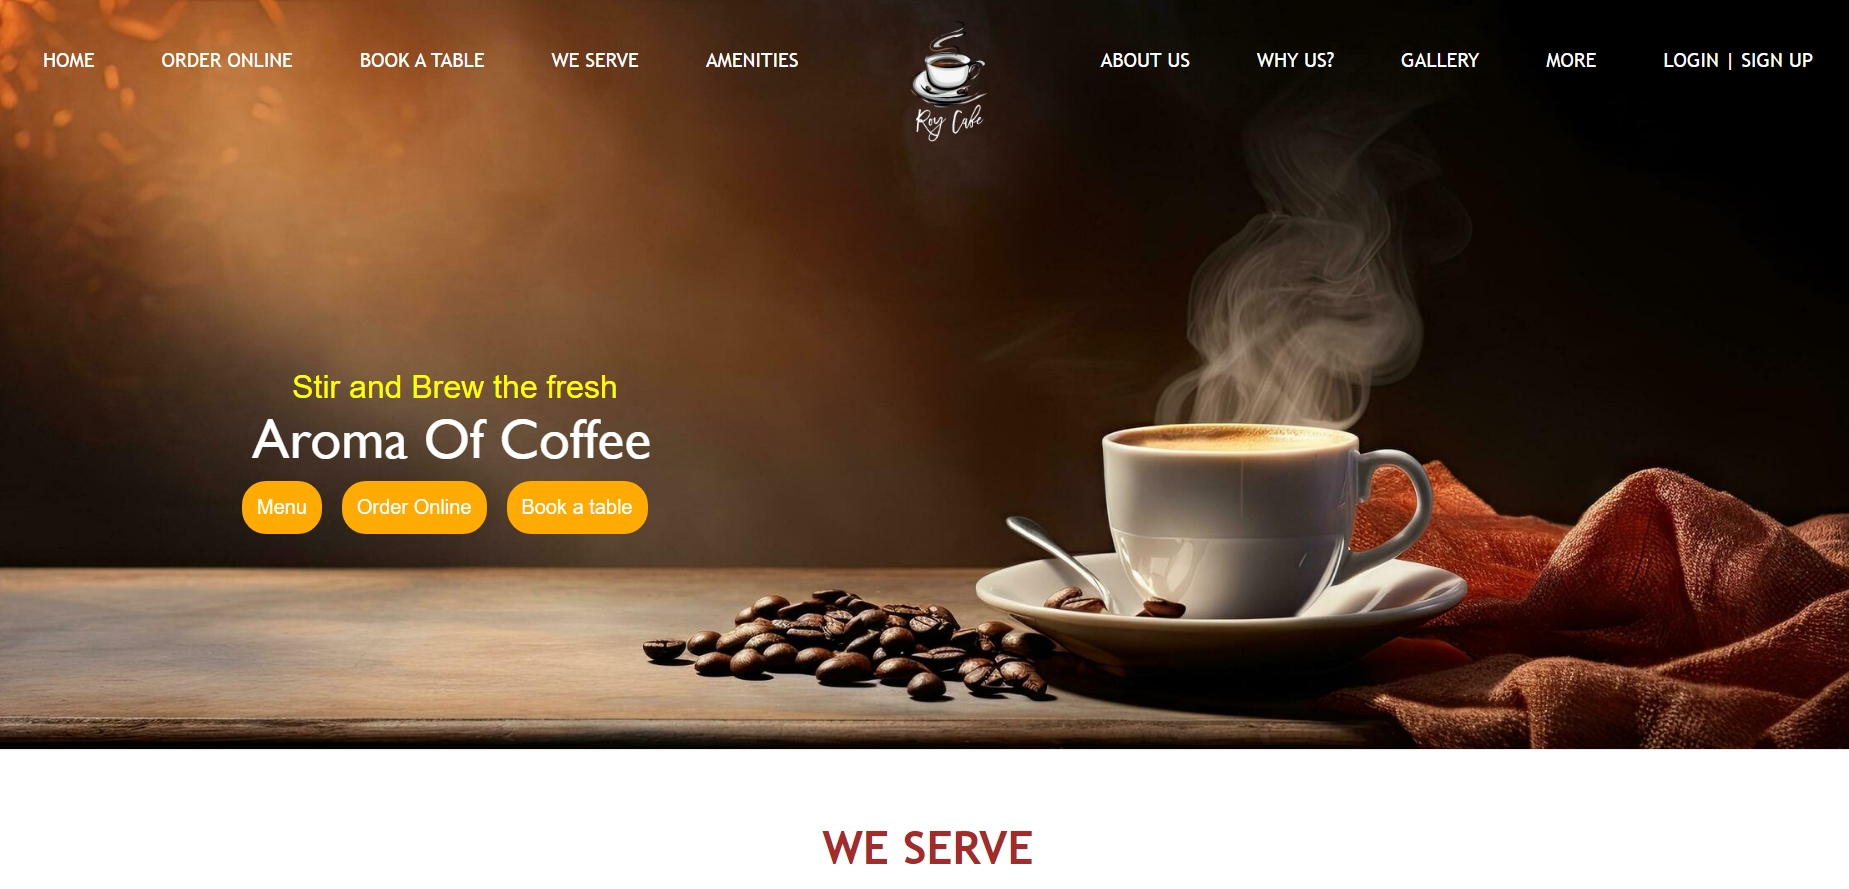 HOME ORDER ONLINE BOOK A TABLE WE SERVE AMENITIES
Roy Cafe
ABOUT US WHY US? GALLERY MORE LOGIN | SIGN UP
Stir and Brew the fresh
Aroma Of Coffee
Menu Order Online Book a table
WE SERVE